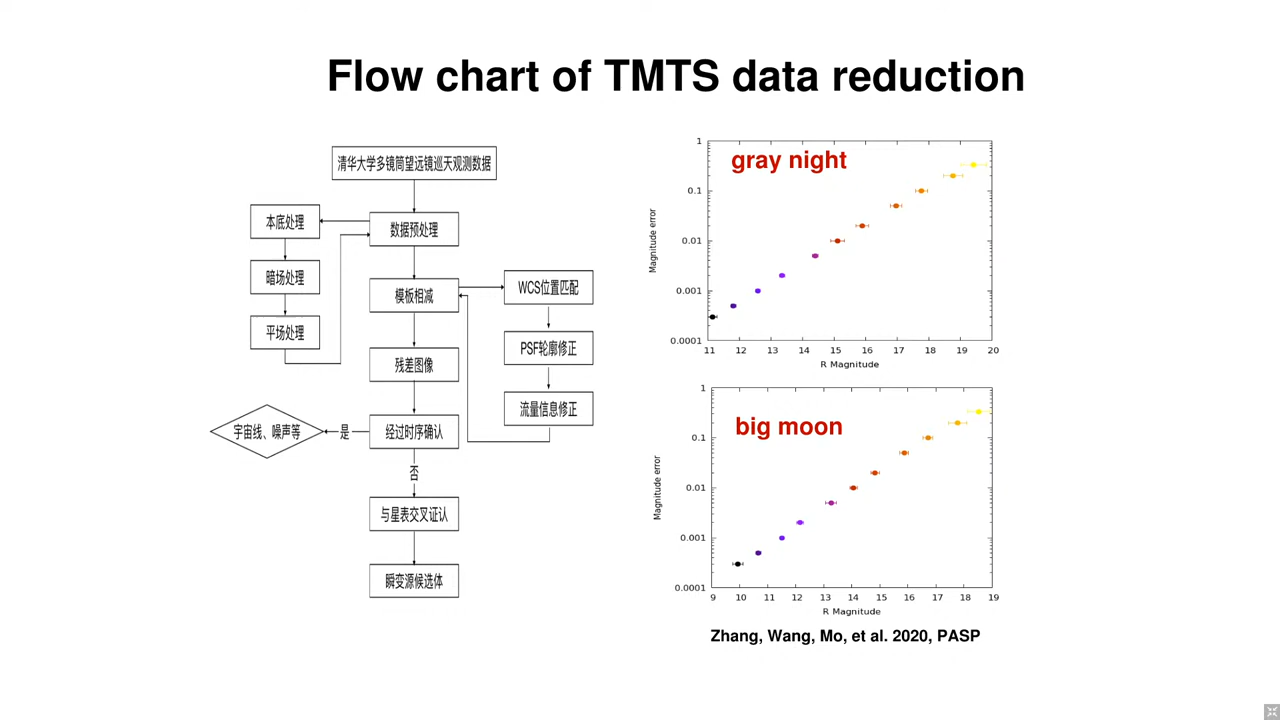 Flow chart of TMTS data reduction
清华大学多镜筒望远镜巡天观测数据
本底处理
数据预处理
暗场处理
模板相减
WCS位置匹配
平场处理
PSF轮廓修正
残差图像
流量信息修正
宇宙线、噪声等
是
经过时序确认
否
与星表交叉证认
瞬变源候选体
gray night
1
0.1
0.01
0.001
0.0001
Magnitude error
11 12 13 14 15 16 17 18 19 20
R Magnitude
big moon
1
0.1
0.01
0.001
0.0001
Magnitude error
9 10 11 12 13 14 15 16 17 18 19
R Magnitude
Zhang, Wang, Mo, et al. 2020, PASP